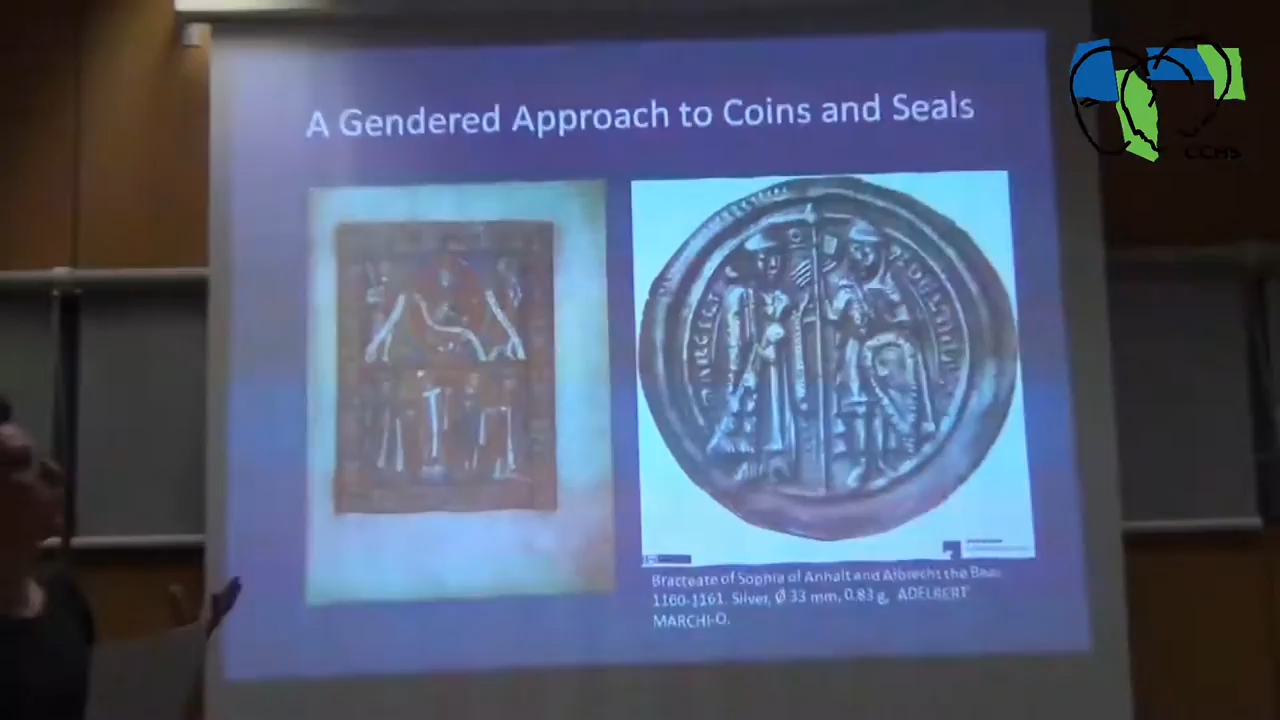 A Gendered Approach to Coins and Seals
CCMS
Bracteate of Sophia of Anhalt and Albrecht the Bear
1160-1161. Silver, Ø 33 mm, 0.83 g, ADELBERT
MARCHI-O.